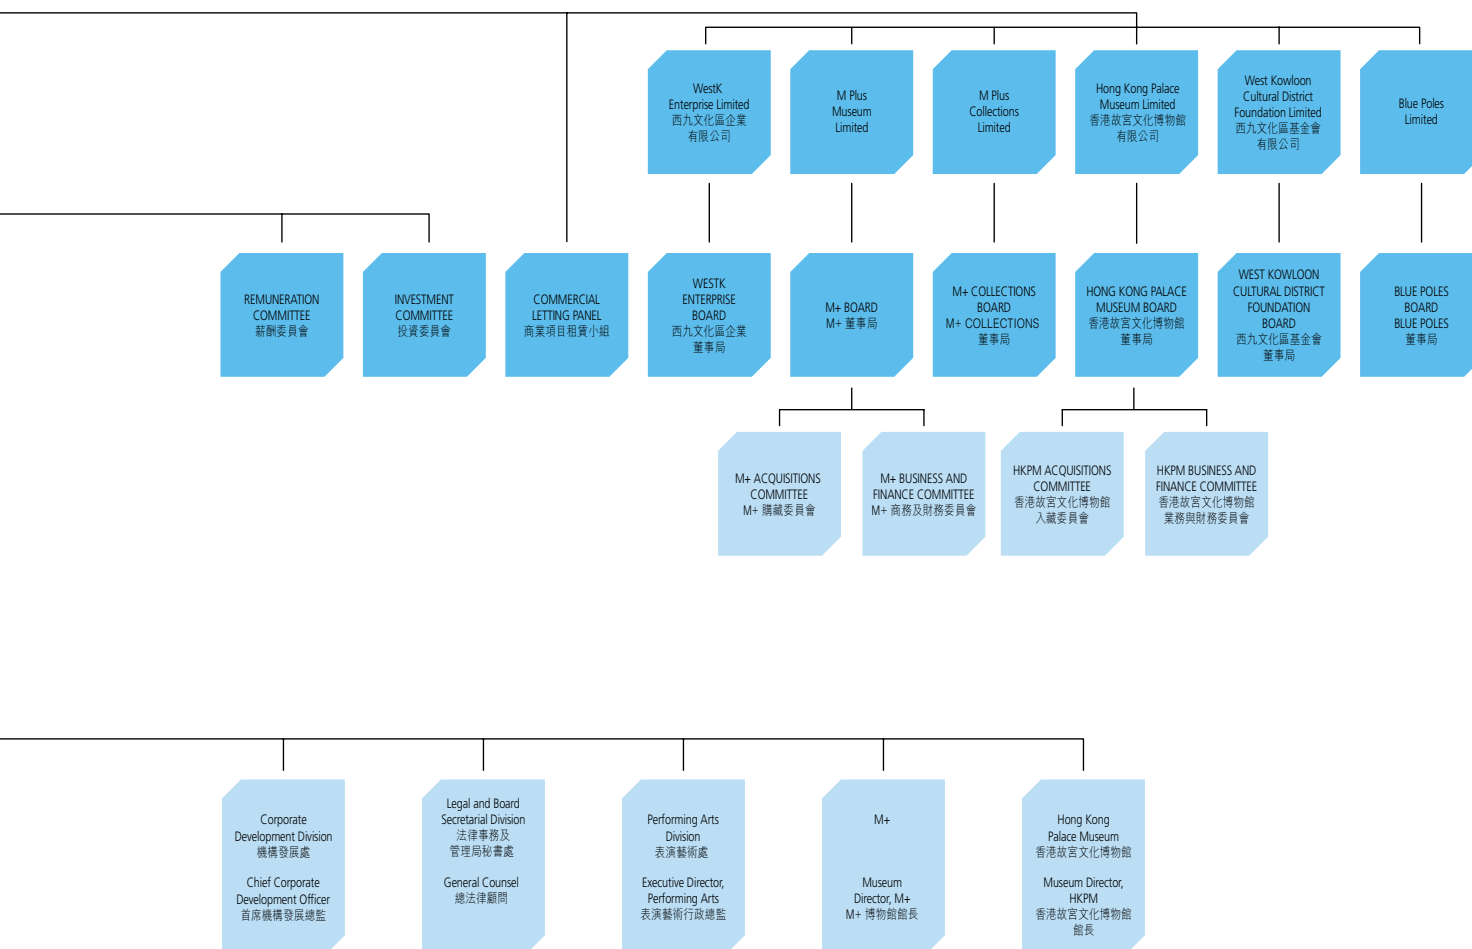 WestK
Enterprise Limited
西九文化區企業
有限公司
M Plus
Museum
Limited
M Plus
Collections
Limited
Hong Kong Palace
Museum Limited
香港故宮文化博物館
有限公司
West Kowloon
Cultural District
Foundation Limited
西九文化區基金會
有限公司
Blue Poles
Limited
REMUNERATION
COMMITTEE
薪酬委員會
INVESTMENT
COMMITTEE
投資委員會
COMMERCIAL
LETTING PANEL
商業項目租賃小組
WESTK
ENTERPRISE
BOARD
西九文化區企業
董事局
M+ BOARD
M+ 董事局
M+ COLLECTIONS
BOARD
M+ COLLECTIONS
董事局
HONG KONG PALACE
MUSEUM BOARD
香港故宮文化博物館
董事局
WEST KOWLOON
CULTURAL DISTRICT
FOUNDATION
BOARD
西九文化區基金會
董事局
BLUE POLES
BOARD
BLUE POLES
董事局
M+ ACQUISITIONS
COMMITTEE
M+ 購藏委員會
M+ BUSINESS AND
FINANCE COMMITTEE
M+ 商務及財務委員會
HKPM ACQUISITIONS
COMMITTEE
香港故宮文化博物館
入藏委員會
HKPM BUSINESS AND
FINANCE COMMITTEE
香港故宮文化博物館
業務與財務委員會
Corporate
Development Division
機構發展處
Chief Corporate
Development Officer
首席機構發展總監
Legal and Board
Secretarial Division
法律事務及
管理局秘書處
General Counsel
總法律顧問
Performing Arts
Division
表演藝術處
Executive Director,
Performing Arts
表演藝術行政總監
M+
Museum
Director, M+
M+ 博物館館長
Hong Kong
Palace Museum
香港故宮文化博物館
Museum Director,
HKPM
香港故宮文化博物館
館長